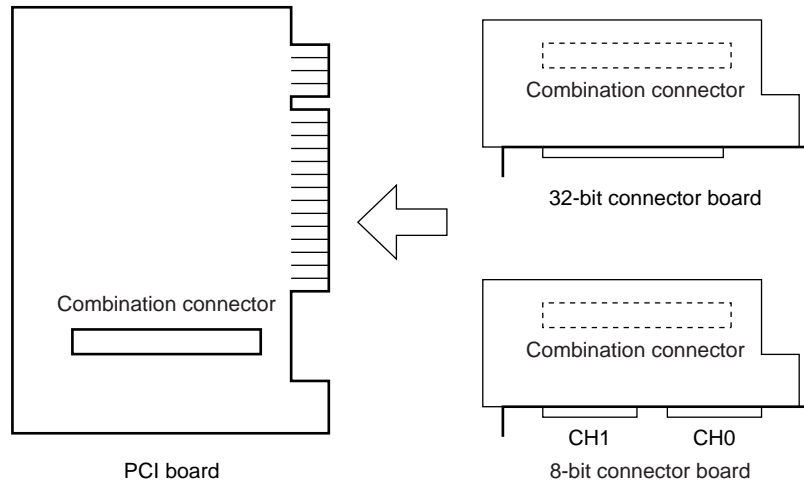 Combination connector
PCI board
Combination connector
32-bit connector board
Combination connector
CH1 CH0
8-bit connector board